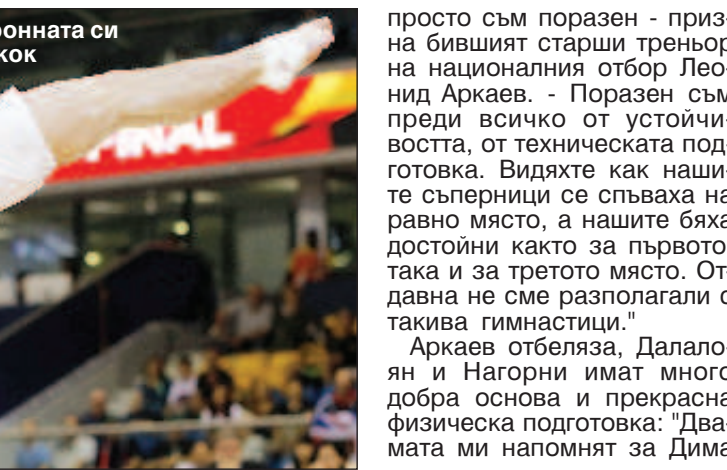 ронната си
кок
FINAL
просто съм поразен - приз-
на бившият старши треньор
на националния отбор Лео-
нид Аркаев. - Поразен съм
преди всичко от устойчи-
востта, от техническата под-
готовка. Видяхте как наши-
те съперници се спъваха на
равно място, а нашите бяха
достойни както за първото,
така и за третото място. От-
давна не сме разполагали с
такива гимнастици."
Аркаев отбеляза, Далало-
ян и Нагорни имат много
добра основа и прекрасна
физическа подготовка: "Два-
мата ми напомнят за Дима